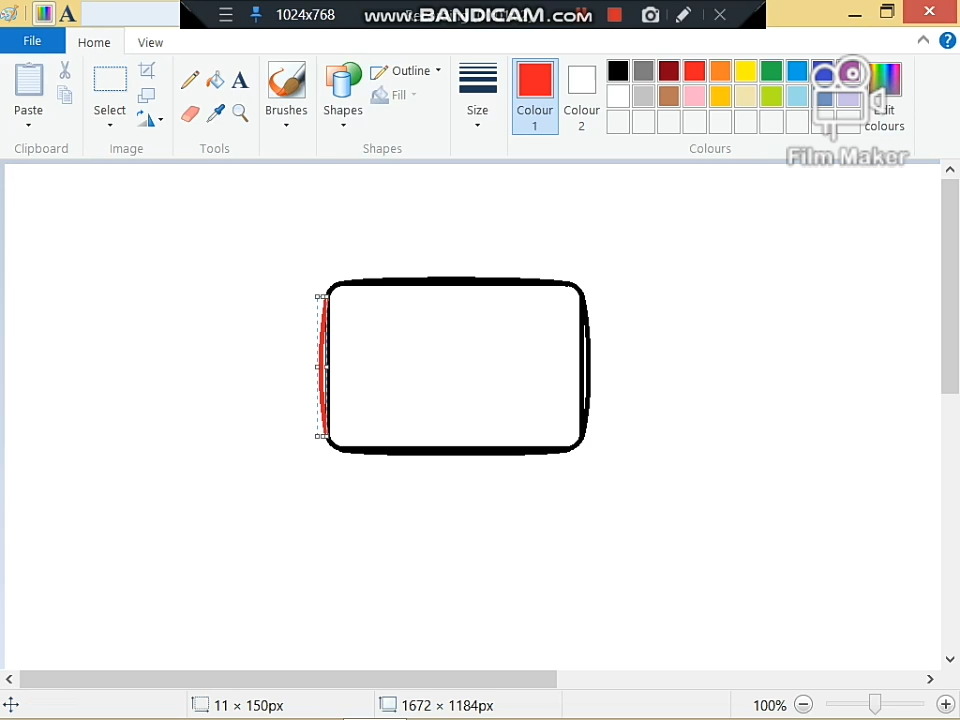 1024x768
www.BANDICAM.com
File
Home
View
Paste
Select
Brushes
Shapes
Outline
Fill
Size
Colour 1
Colour 2
Edit colours
Clipboard
Image
Tools
Shapes
Colours
Film Maker
11 × 150px
1672 × 1184px
100%